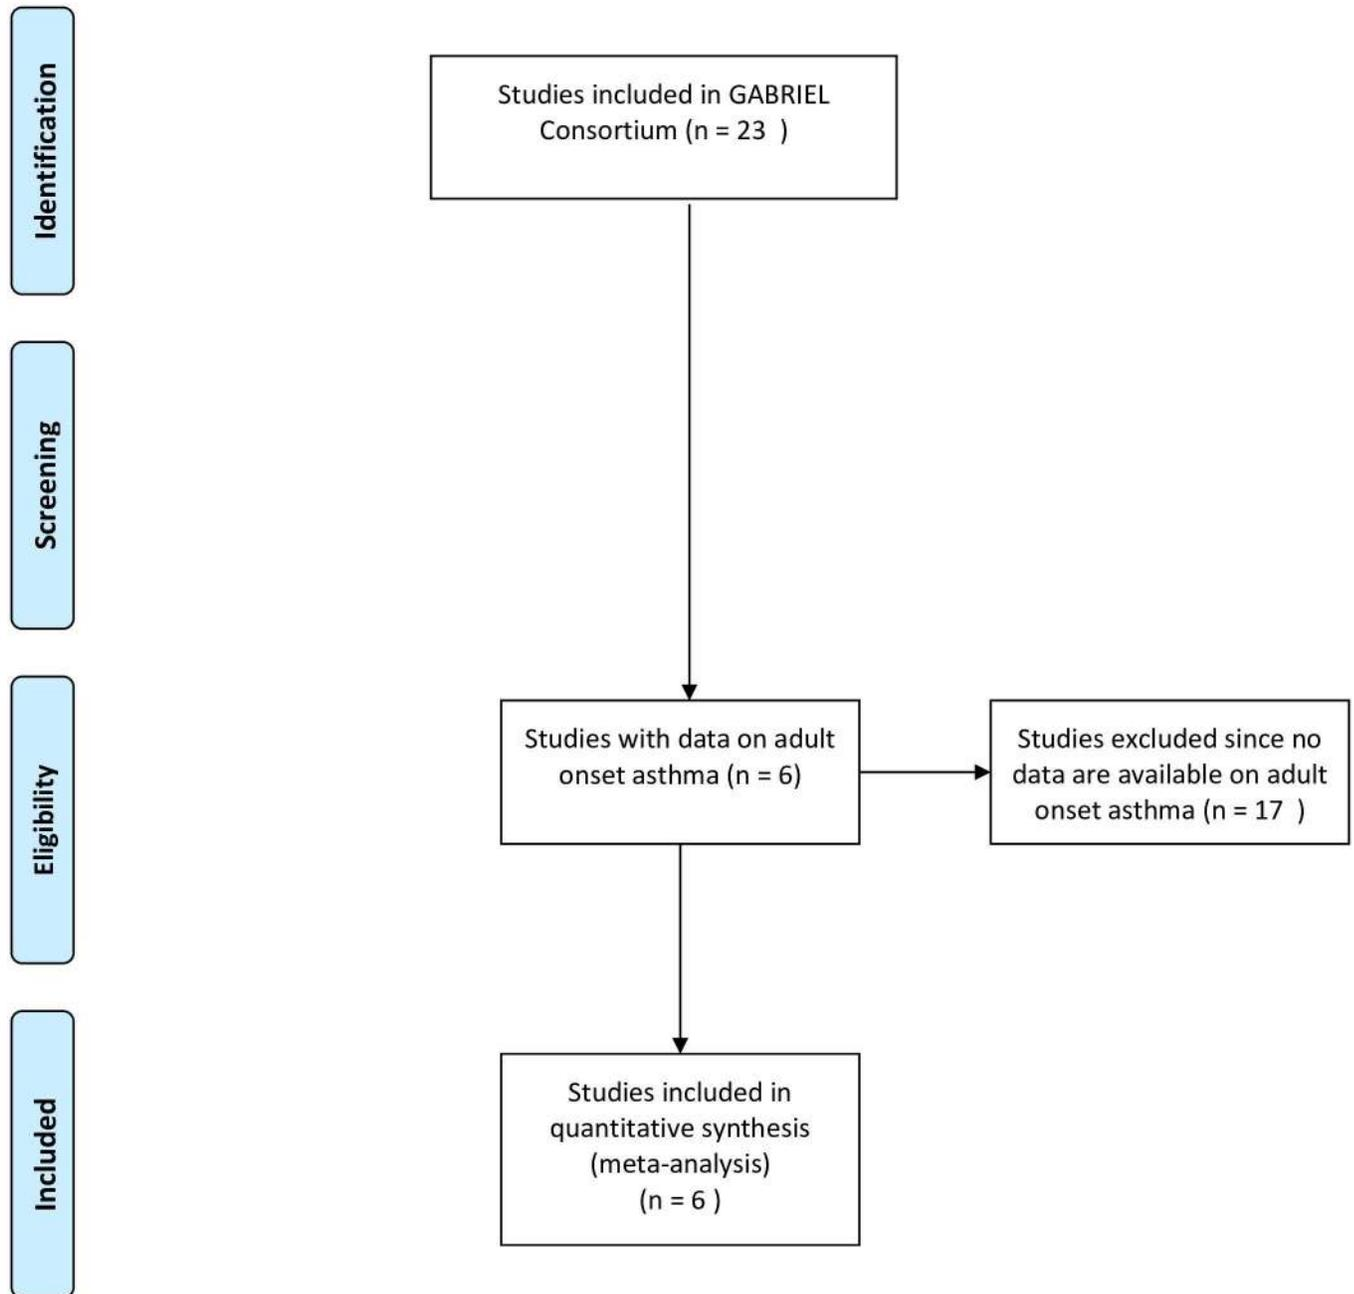 Identification
Studies included in GABRIEL
Consortium (n = 23  )
Screening
Eligibility
Studies with data on adult
onset asthma (n = 6)
Studies excluded since no
data are available on adult
onset asthma (n = 17  )
Included
Studies included in
quantitative synthesis
(meta-analysis)
(n = 6 )